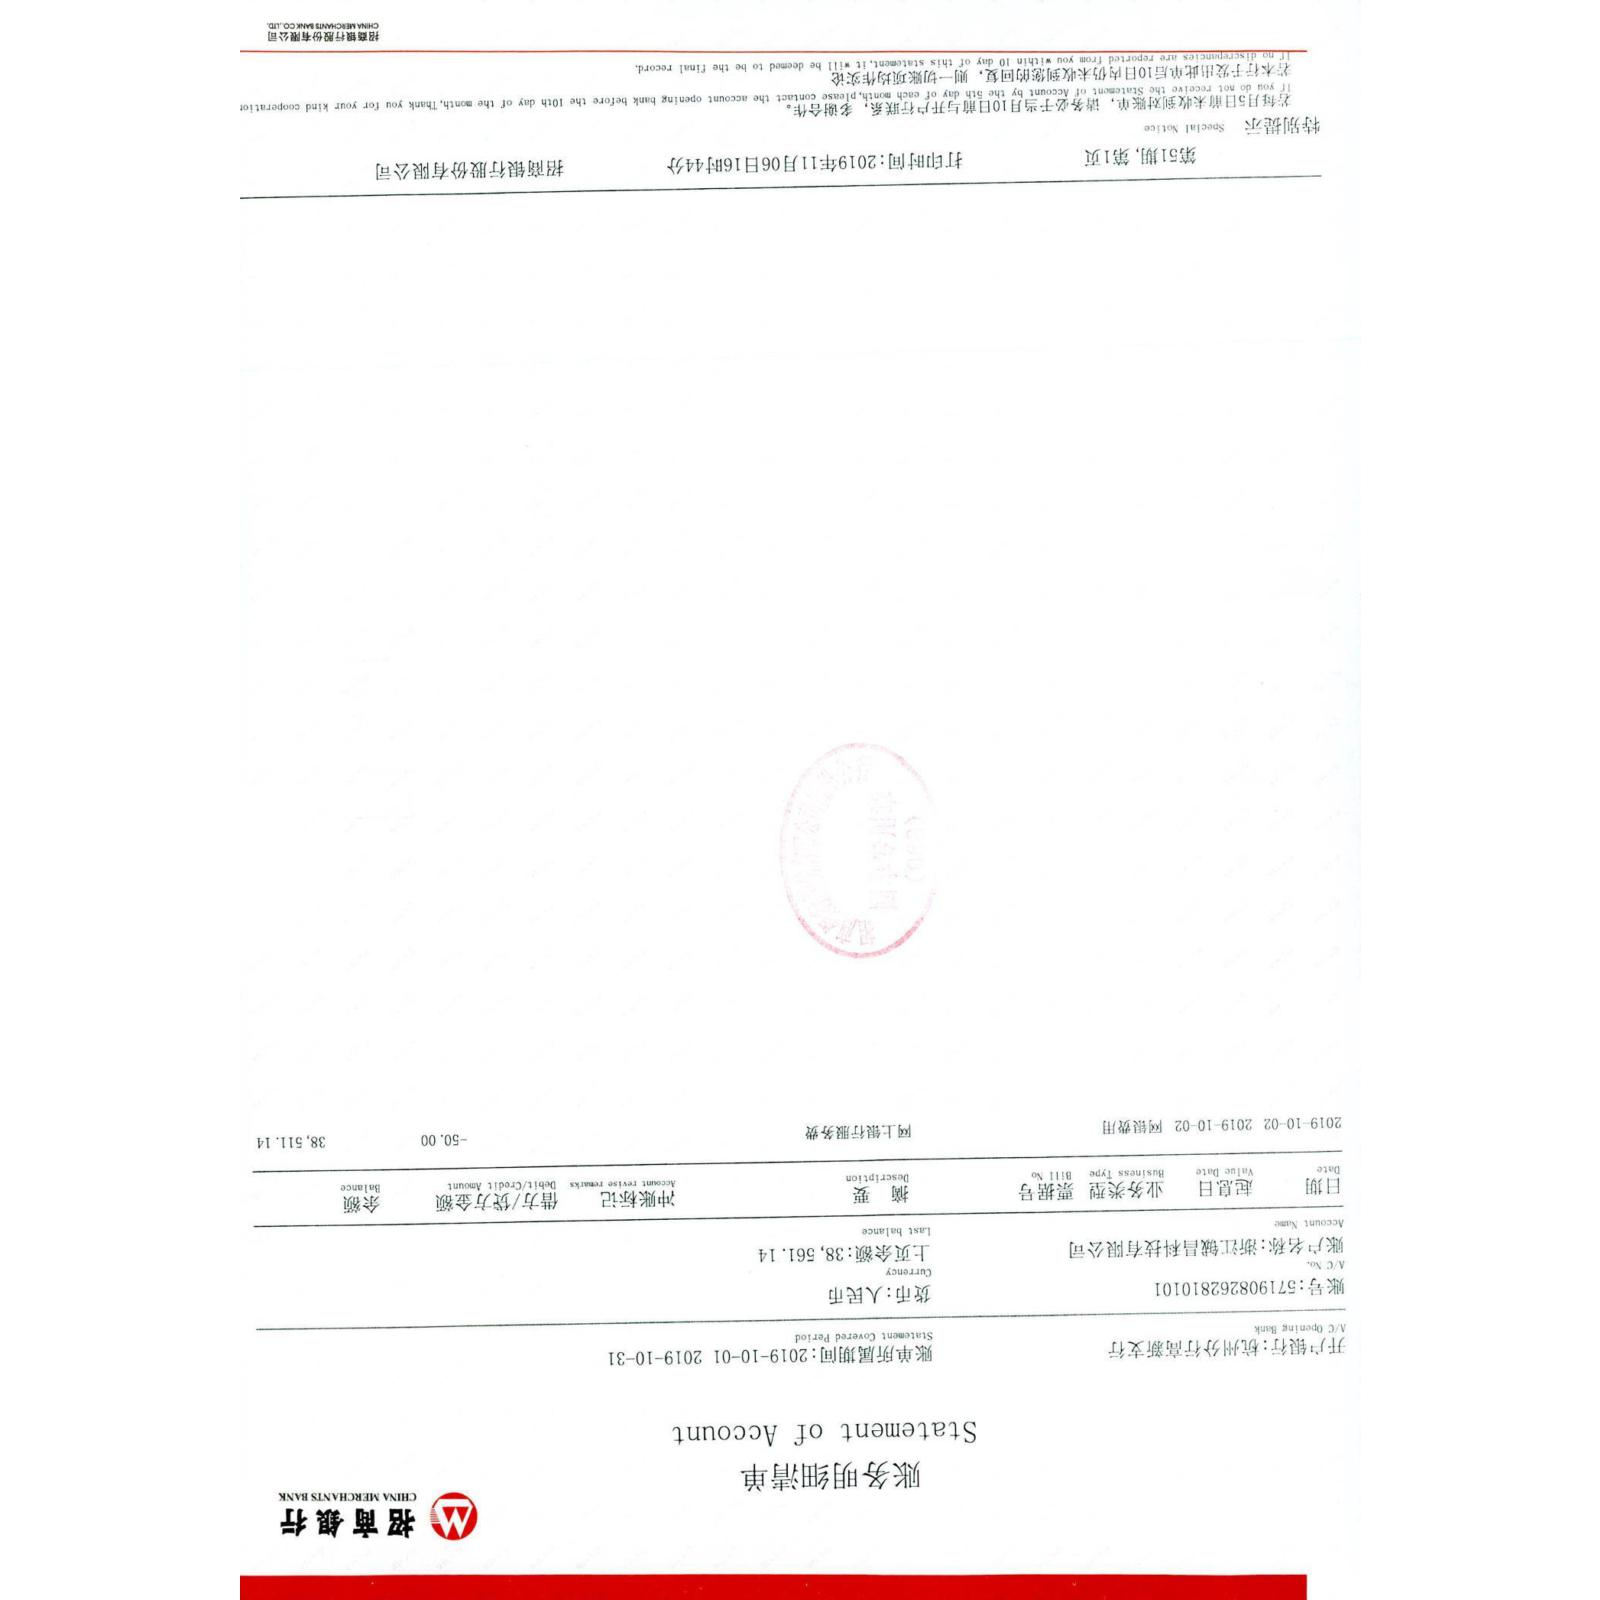 招商银行
CHINA MERCHANTS BANK
账务明细清单
Statement of Account
开户银行:杭州分行高新支行 账单所属期间:2019-10-01 2019-10-31
A/C Opening Bank Statement Covered Period
账号:571908262810101 货币:人民币
A/C No. Currency
账户名称:浙江铖昌科技有限公司 上页余额:38,561.14
Account Name Last balance
日期 起息日 业务类型 票据号 摘 要 冲账标记 借方/贷方金额 余额
Date Value Date Business Type Bill No Description Account revise remarks Debit/Credit Amount Balance
2019-10-02 2019-10-02 网银费用 网上银行服务费 -50.00 38,511.14
第51期,第1页 打印时间:2019年11月06日16时44分 招商银行股份有限公司
特别提示 Special Notice
若每月5日前未收到对账单，请务必于当月10日前与开户行联系，多谢合作。
If you do not receive the Statement of Account by the 5th day of each month,please contact the account opening bank before the 10th day of the month,Thank you for your kind cooperation
若本行于发出此单后10日内仍未收到您的回复，则一切账项均作实论
If no discrepancies are reported from you within 10 day of this statement,it will be deemed to be the final record.
招商银行股份有限公司
CHINA MERCHANTS BANK CO., LTD.